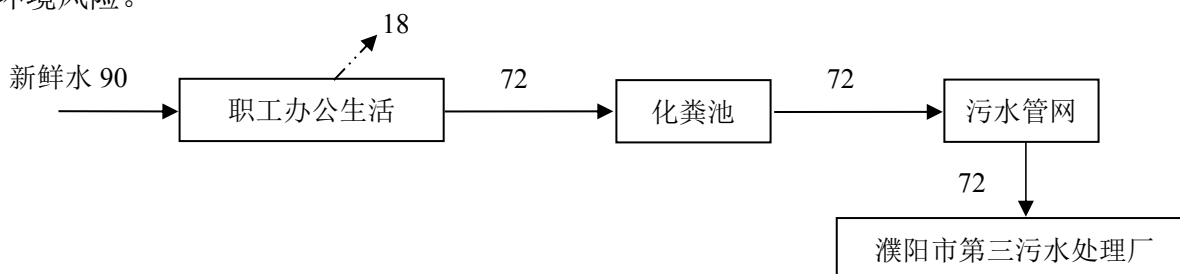 环境风险。
18
新鲜水 90
72
72
职工办公生活
化粪池
污水管网
72
濮阳市第三污水处理厂